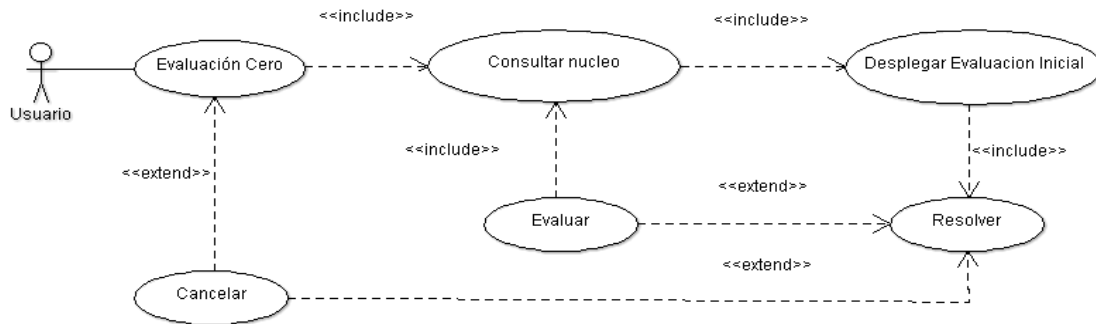 <<include>>
<<include>>
Evaluación Cero
Consultar nucleo
Desplegar Evaluacion Inicial
Usuario
<<include>>
<<include>>
<<extend>>
<<extend>>
Evaluar
Resolver
<<extend>>
Cancelar